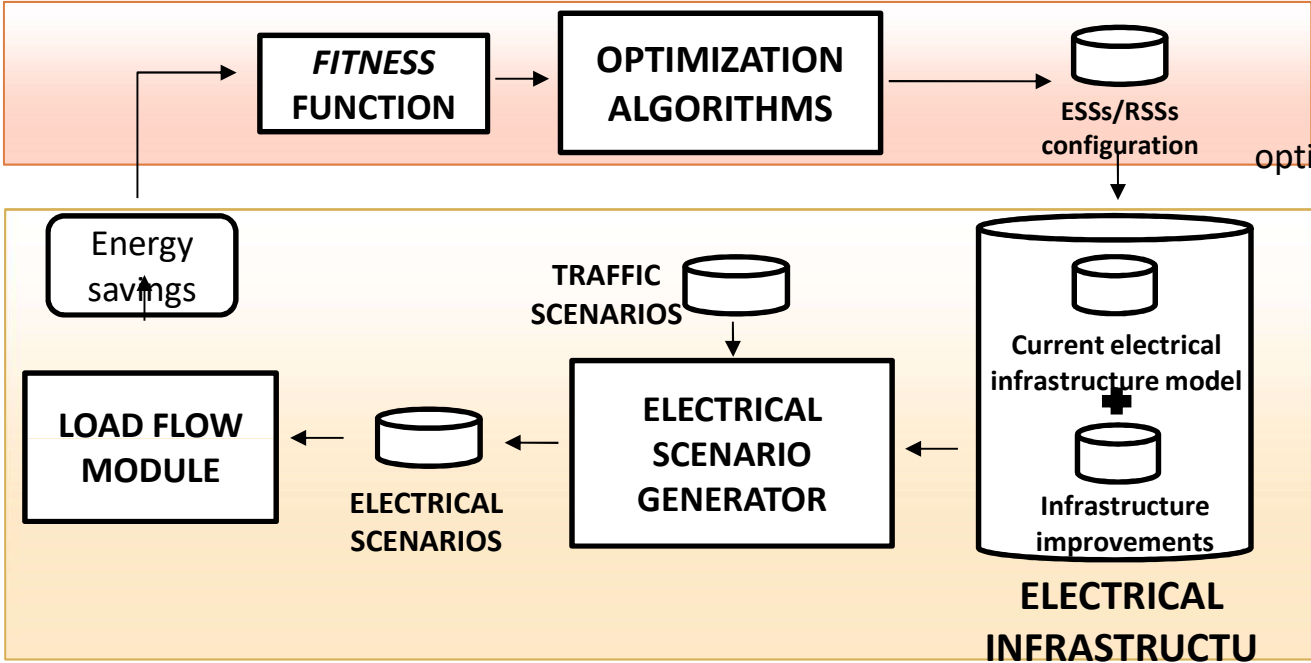 FITNESS
FUNCTION
OPTIMIZATION
ALGORITHMS
ESSs/RSSs
configuration
opti
Energy
savings
TRAFFIC
SCENARIOS
Current electrical
infrastructure model
LOAD FLOW
MODULE
ELECTRICAL
SCENARIOS
ELECTRICAL
SCENARIO
GENERATOR
Infrastructure
improvements
ELECTRICAL
INFRASTRUCTU